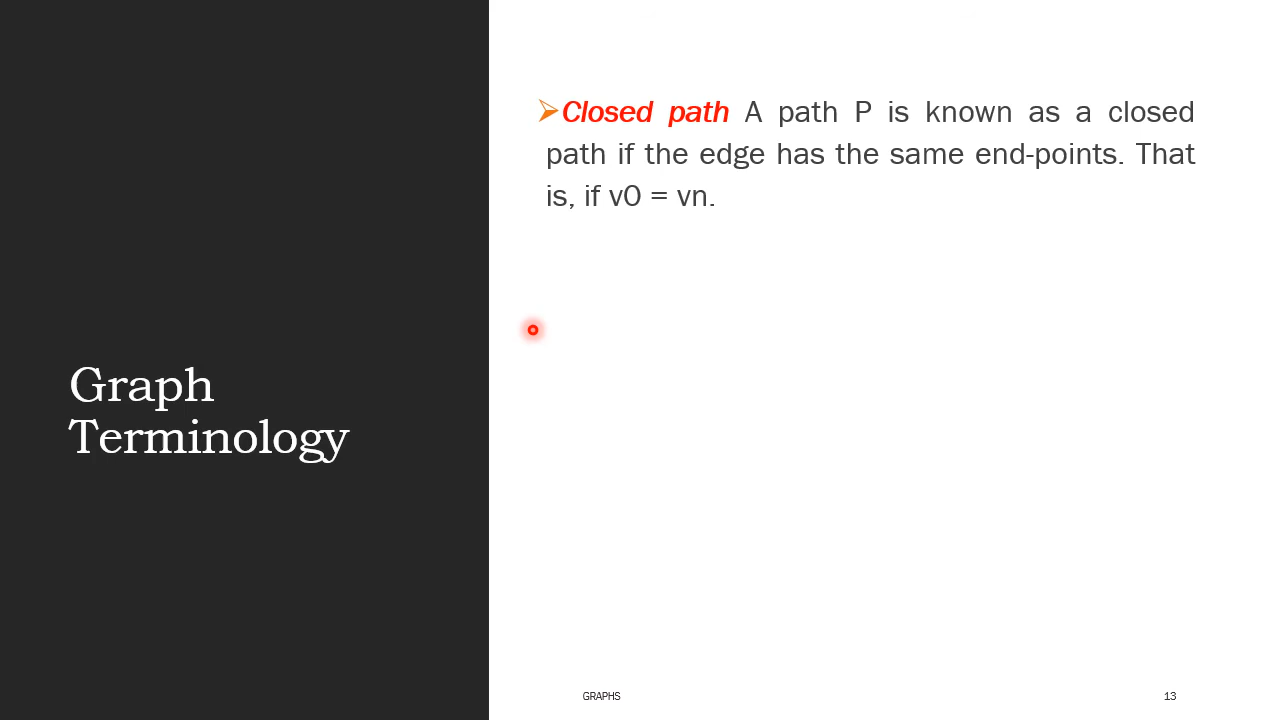 Graph
Terminology
Closed path A path P is known as a closed
path if the edge has the same end-points. That
is, if v0 = vn.
GRAPHS
13